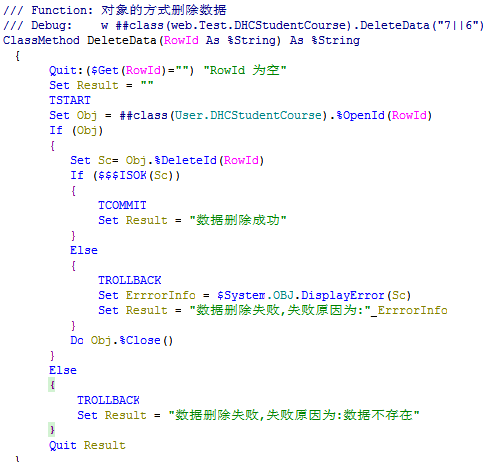 /// Function: 对象的方式删除数据
/// Debug:    w ##class(web.Test.DHCStudentCourse).DeleteData("7||6")
ClassMethod DeleteData(RowId As %String) As %String
{
Quit:($Get(RowId)="") "RowId 为空"
Set Result = ""
TSTART
Set Obj = ##class(User.DHCStudentCourse).%OpenId(RowId)
If (Obj)
{
Set Sc= Obj.%DeleteId(RowId)
If ($$$ISOK(Sc))
{
TCOMMIT
Set Result = "数据删除成功"
}
Else
{
TROLLBACK
Set ErrrorInfo = $System.OBJ.DisplayError(Sc)
Set Result = "数据删除失败,失败原因为:"_ErrrorInfo
}
Do Obj.%Close()
}
Else
{
TROLLBACK
Set Result = "数据删除失败,失败原因为:数据不存在"
}
Quit Result
}